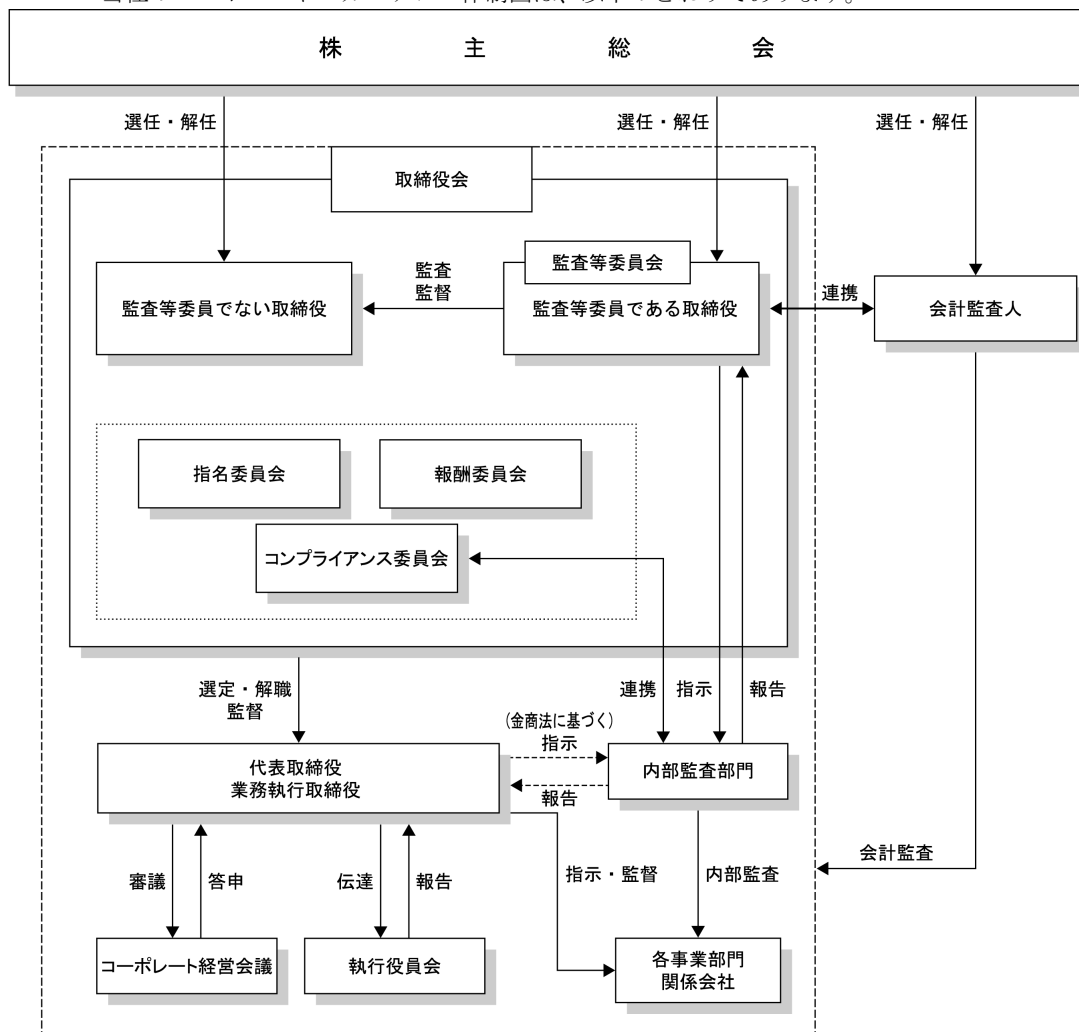 株主総会
選任・解任
選任・解任
選任・解任
取締役会
監査等委員会
監査等委員でない取締役
監査
監督
監査等委員である取締役
連携
会計監査人
指名委員会
報酬委員会
コンプライアンス委員会
選定・解職
監督
連携
指示
報告
(金商法に基づく)
指示
代表取締役
業務執行取締役
内部監査部門
報告
会計監査
審議
答申
伝達
報告
指示・監督
内部監査
コーポレート経営会議
執行役員会
各事業部門
関係会社